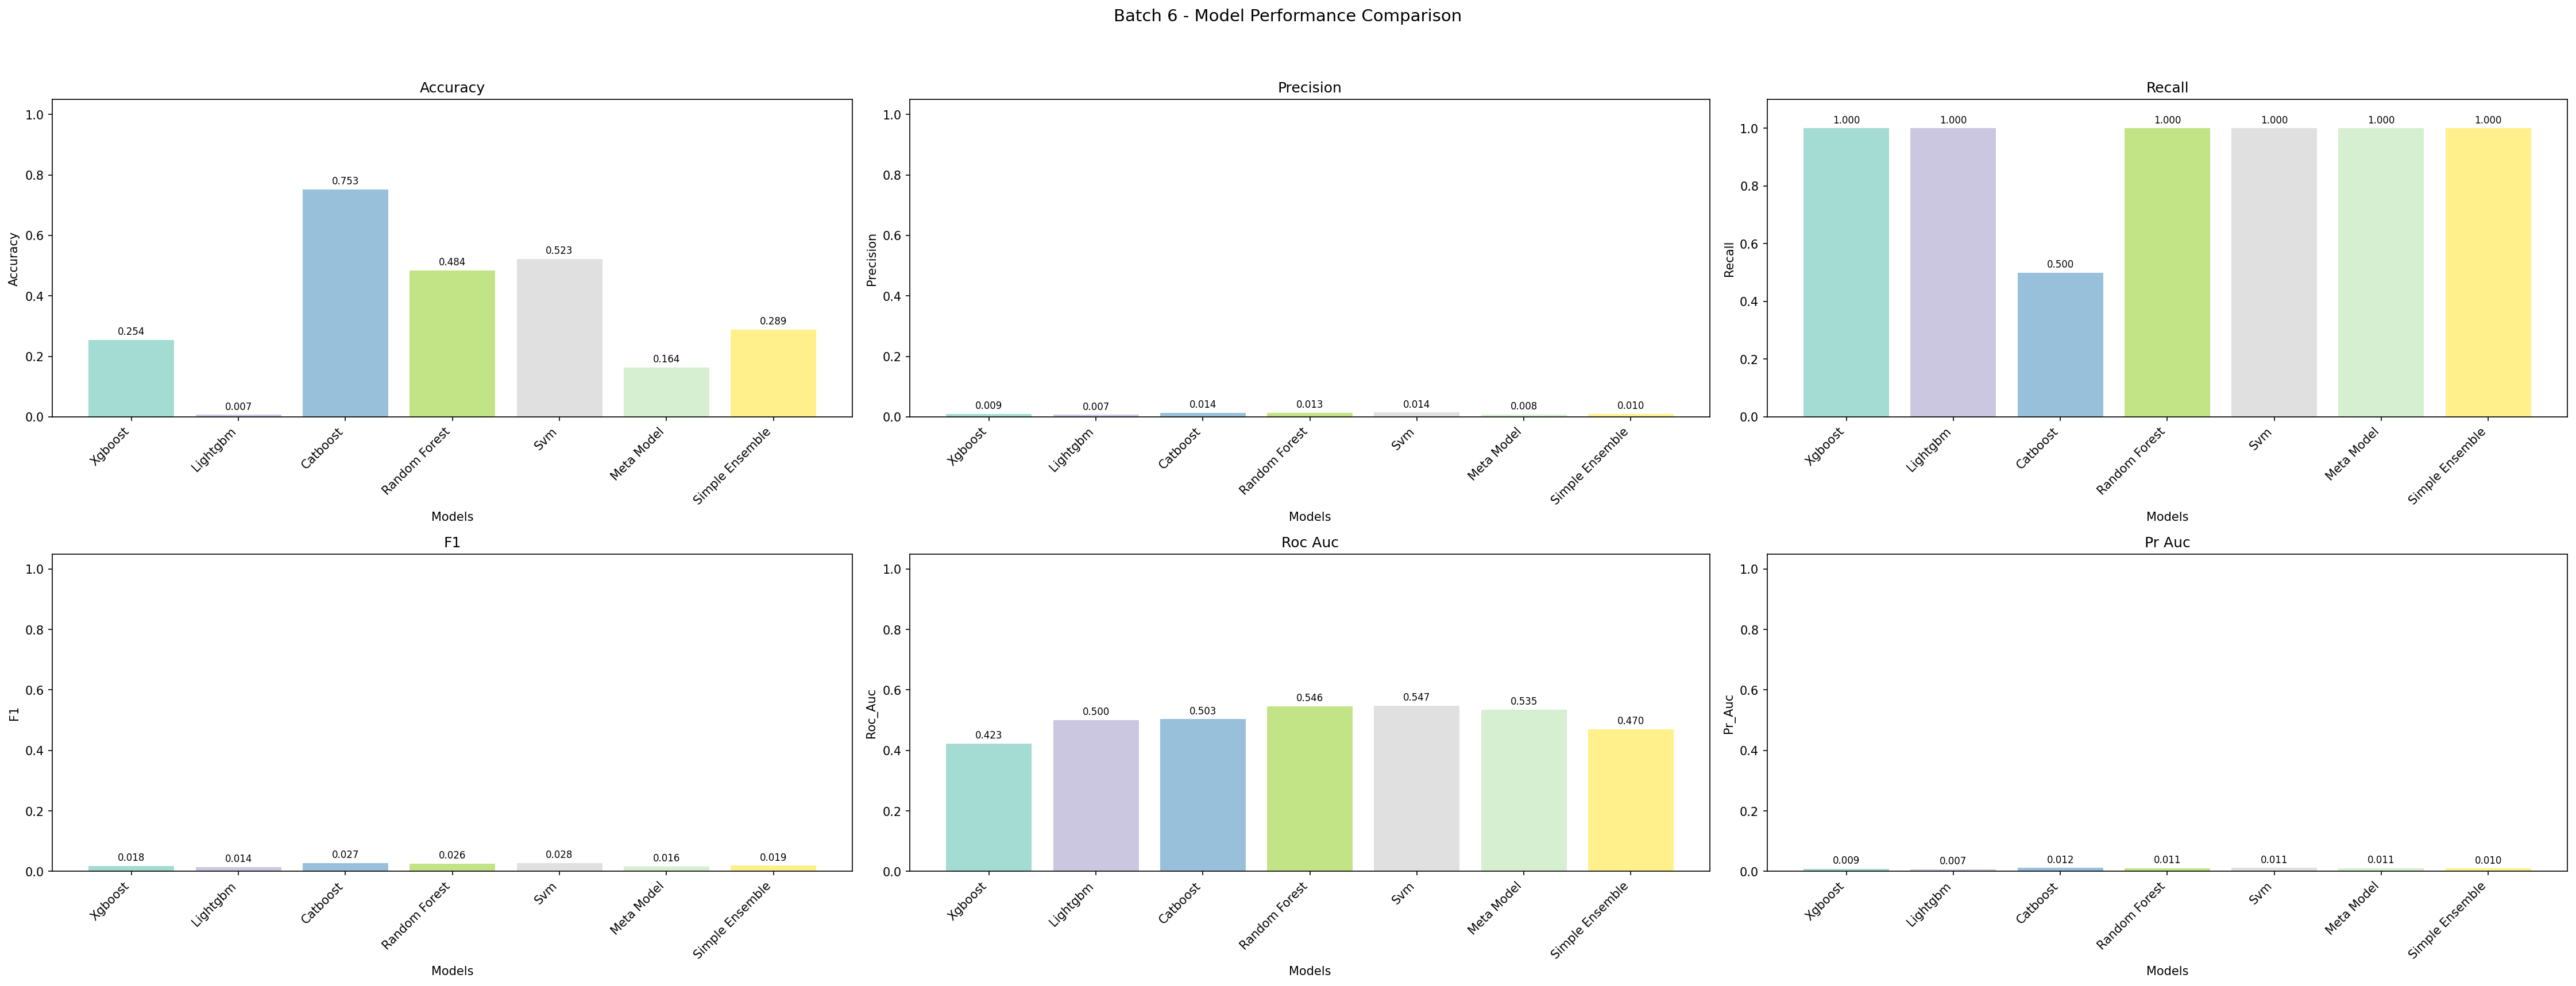 Batch 6 - Model Performance Comparison
Accuracy
Accuracy
1.0
0.8
0.6
0.4
0.2
0.0
0.254
0.007
0.753
0.484
0.523
0.164
0.289
Xgboost
Lightgbm
Catboost
Random Forest
Svm
Meta Model
Simple Ensemble
Models
Precision
Precision
1.0
0.8
0.6
0.4
0.2
0.0
0.009
0.007
0.014
0.013
0.014
0.008
0.010
Xgboost
Lightgbm
Catboost
Random Forest
Svm
Meta Model
Simple Ensemble
Models
Recall
Recall
1.0
0.8
0.6
0.4
0.2
0.0
1.000
1.000
0.500
1.000
1.000
1.000
1.000
Xgboost
Lightgbm
Catboost
Random Forest
Svm
Meta Model
Simple Ensemble
Models
F1
F1
1.0
0.8
0.6
0.4
0.2
0.0
0.018
0.014
0.027
0.026
0.028
0.016
0.019
Xgboost
Lightgbm
Catboost
Random Forest
Svm
Meta Model
Simple Ensemble
Models
Roc Auc
Roc_Auc
1.0
0.8
0.6
0.4
0.2
0.0
0.423
0.500
0.503
0.546
0.547
0.535
0.470
Xgboost
Lightgbm
Catboost
Random Forest
Svm
Meta Model
Simple Ensemble
Models
Pr Auc
Pr_Auc
1.0
0.8
0.6
0.4
0.2
0.0
0.009
0.007
0.012
0.011
0.011
0.011
0.010
Xgboost
Lightgbm
Catboost
Random Forest
Svm
Meta Model
Simple Ensemble
Models